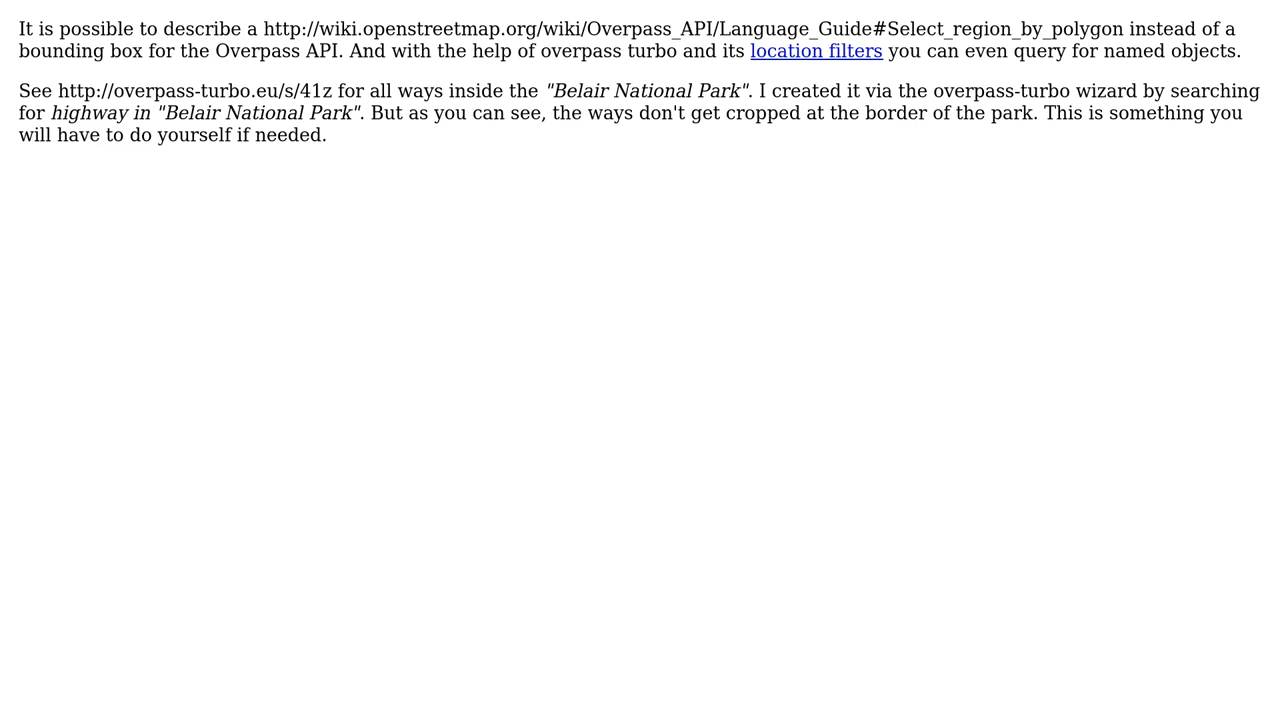 It is possible to describe a http://wiki.openstreetmap.org/wiki/Overpass_API/Language_Guide#Select_region_by_polygon instead of a
bounding box for the Overpass API. And with the help of overpass turbo and its location filters you can even query for named objects.
See http://overpass-turbo.eu/s/41z for all ways inside the "Belair National Park". I created it via the overpass-turbo wizard by searching
for highway in "Belair National Park". But as you can see, the ways don't get cropped at the border of the park. This is something you
will have to do yourself if needed.